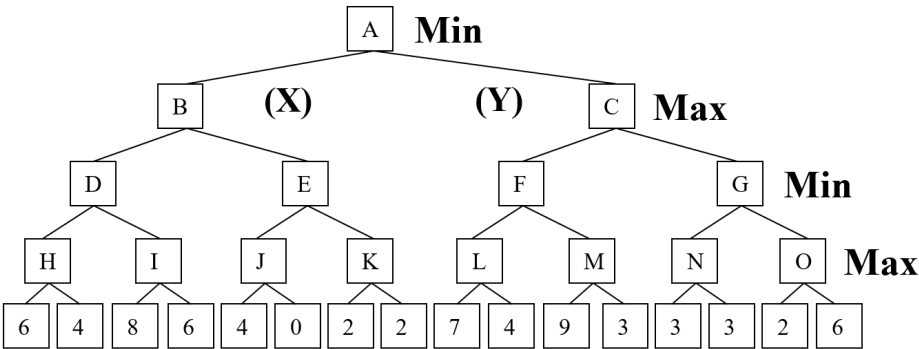 A Min
B (X) (Y) C Max
D E F G Min
H I J K L M N O Max
6 4 8 6 4 0 2 2 7 4 9 3 3 3 2 6